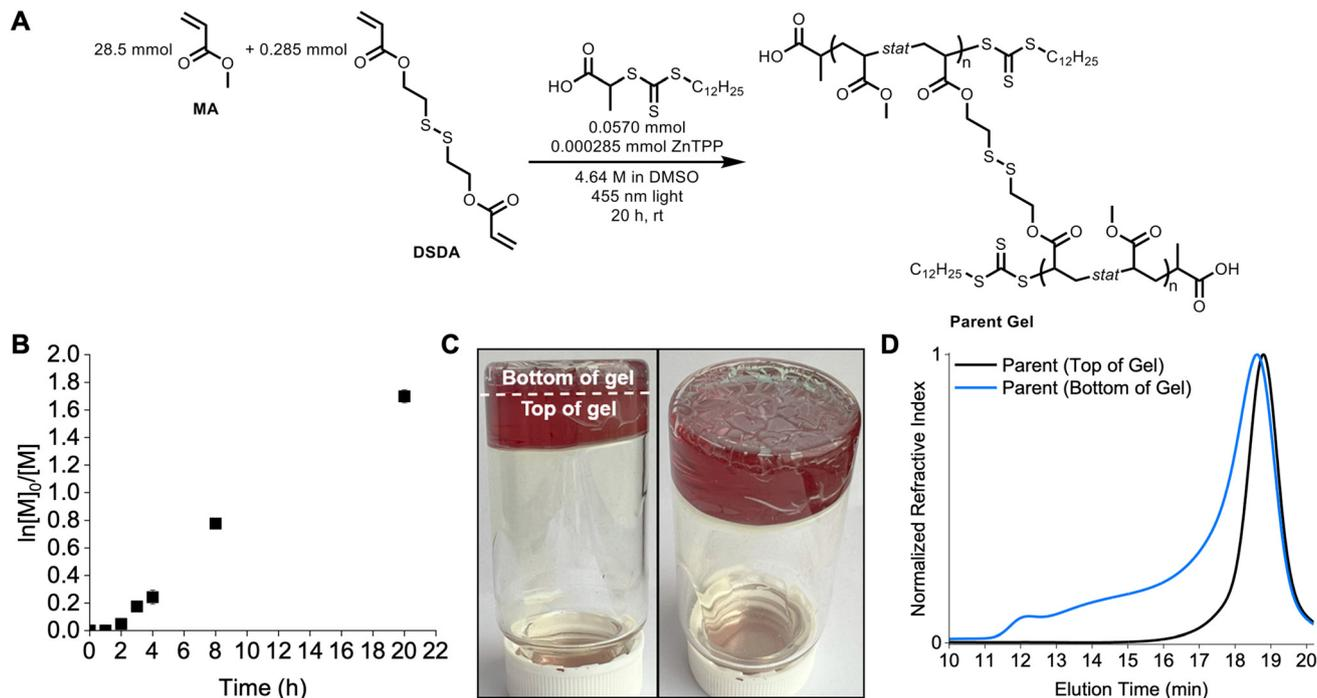 A
28.5 mmol
MA
+ 0.285 mmol
DSDA
O
O
O
O
S
S
O
O
O
HO
S
S
C12H25
S
0.0570 mmol
0.000285 mmol ZnTPP
4.64 M in DMSO
455 nm light
20 h, rt
O
HO
stat
n
S
S
C12H25
S
O
O
O
O
S
S
O
O
O
O
S
C12H25
S
S
stat
n
OH
O
Parent Gel
B
ln[M]0/[M]
2.0
1.8
1.6
1.4
1.2
1.0
0.8
0.6
0.4
0.2
0.0
0 2 4 6 8 10 12 14 16 18 20 22
Time (h)
C
Bottom of gel
Top of gel
D
Normalized Refractive Index
1
0
Parent (Top of Gel)
Parent (Bottom of Gel)
10 11 12 13 14 15 16 17 18 19 20
Elution Time (min)